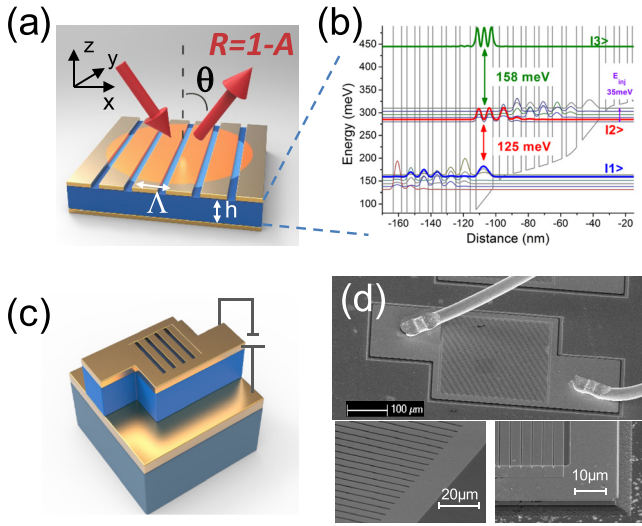 (a)
z
y
x
R=1-A
θ
Λ
h
(b)
Energy (meV)
450
400
350
300
250
200
150
100
|3>
158 meV
E inj
35meV
|2>
125 meV
|1>
-160 -140 -120 -100 -80 -60 -40 -20
Distance (nm)
(c)
(d)
100 µm
20µm
10µm